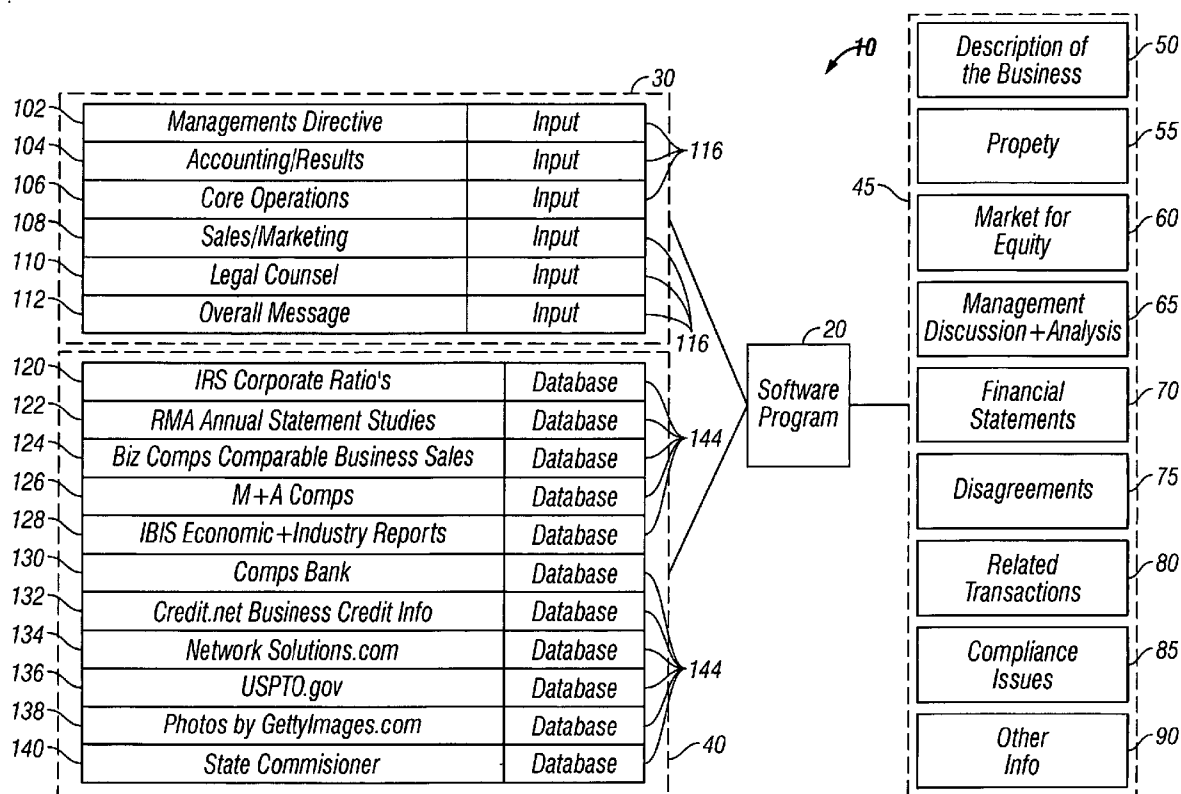 10
30
102 Managements Directive Input
104 Accounting/Results Input
106 Core Operations Input
116
108 Sales/Marketing Input
110 Legal Counsel Input
112 Overall Message Input
116
120 IRS Corporate Ratio's Database
122 RMA Annual Statement Studies Database
124 Biz Comps Comparable Business Sales Database
126 M+A Comps Database
128 IBIS Economic+Industry Reports Database
144
130 Comps Bank Database
132 Credit.net Business Credit Info Database
134 Network Solutions.com Database
136 USPTO.gov Database
138 Photos by GettyImages.com Database
140 State Commisioner Database
144
40
20
Software
Program
45
Description of
the Business
50
Propety
55
Market for
Equity
60
Management
Discussion+Analysis
65
Financial
Statements
70
Disagreements
75
Related
Transactions
80
Compliance
Issues
85
Other
Info
90